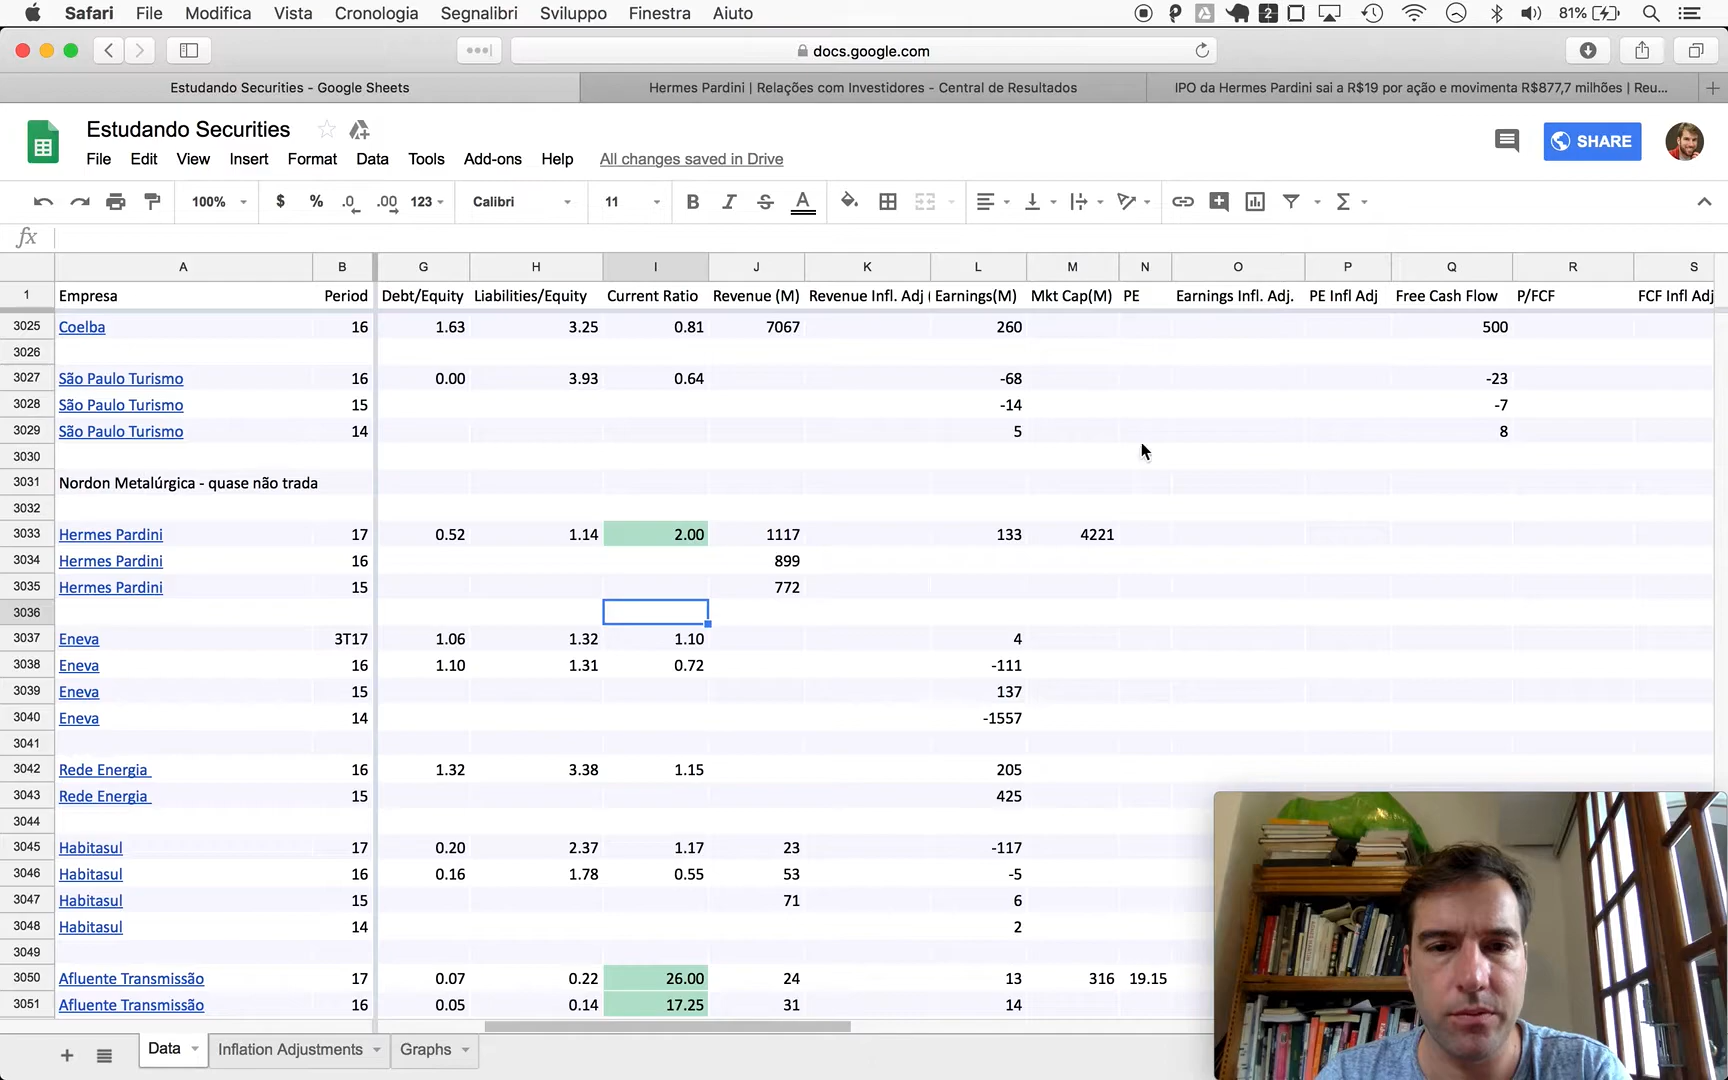 Safari File Modifica Vista Cronologia Segnalibri Sviluppo Finestra Aiuto 2 81%
docs.google.com
Estudando Securities - Google Sheets Hermes Pardini | Relações com Investidores - Central de Resultados IPO da Hermes Pardini sai a R$19 por ação e movimenta R$877,7 milhões | Reu...
Estudando Securities
SHARE
File Edit View Insert Format Data Tools Add-ons Help All changes saved in Drive
100% $ % .0 .00 123 Calibri 11 B I S A Σ
fx
A B G H I J K L M N O P Q R S
1 Empresa Period Debt/Equity Liabilities/Equity Current Ratio Revenue (M) Revenue Infl. Adj ( Earnings(M) Mkt Cap(M) PE Earnings Infl. Adj. PE Infl Adj Free Cash Flow P/FCF FCF Infl Adj
3025 Coelba 16 1.63 3.25 0.81 7067 260 500
3026
3027 São Paulo Turismo 16 0.00 3.93 0.64 -68 -23
3028 São Paulo Turismo 15 -14 -7
3029 São Paulo Turismo 14 5 8
3030
3031 Nordon Metalúrgica - quase não trada
3032
3033 Hermes Pardini 17 0.52 1.14 2.00 1117 133 4221
3034 Hermes Pardini 16 899
3035 Hermes Pardini 15 772
3036
3037 Eneva 3T17 1.06 1.32 1.10 4
3038 Eneva 16 1.10 1.31 0.72 -111
3039 Eneva 15 137
3040 Eneva 14 -1557
3041
3042 Rede Energia 16 1.32 3.38 1.15 205
3043 Rede Energia 15 425
3044
3045 Habitasul 17 0.20 2.37 1.17 23 -117
3046 Habitasul 16 0.16 1.78 0.55 53 -5
3047 Habitasul 15 71 6
3048 Habitasul 14 2
3049
3050 Afluente Transmissão 17 0.07 0.22 26.00 24 13 316 19.15
3051 Afluente Transmissão 16 0.05 0.14 17.25 31 14
Data Inflation Adjustments Graphs